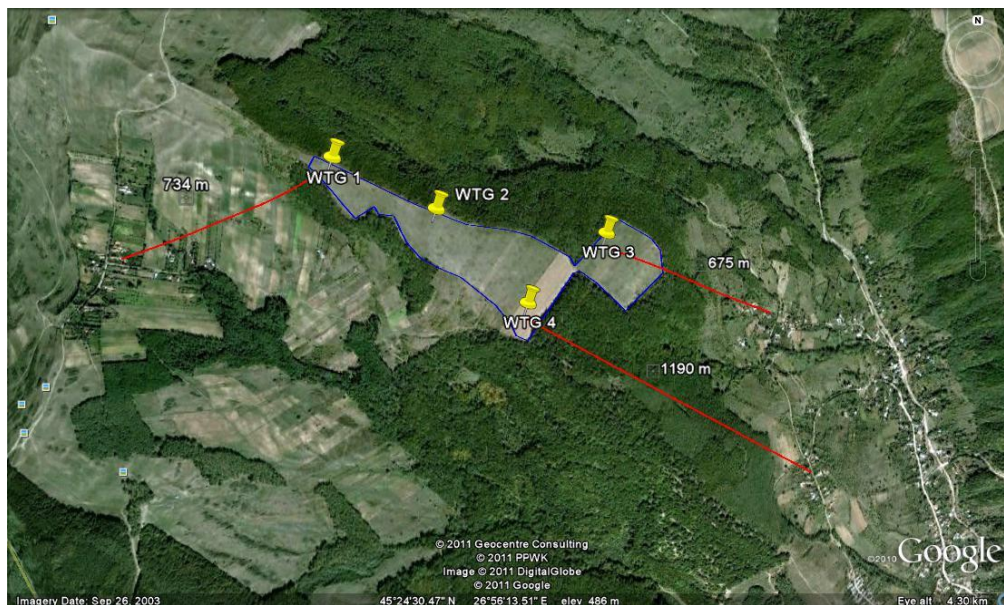 N
WTG 1
734 m
WTG 2
WTG 3
675 m
WTG 4
1190 m
© 2011 Geocentre Consulting
© 2011 PPWK
Image © 2011 DigitalGlobe
© 2011 Google
©2010 Google
Imagery Date: Sep 26, 2003 45°24'30.47" N 26°56'13.51" E elev 486 m Eye alt 4.30 km